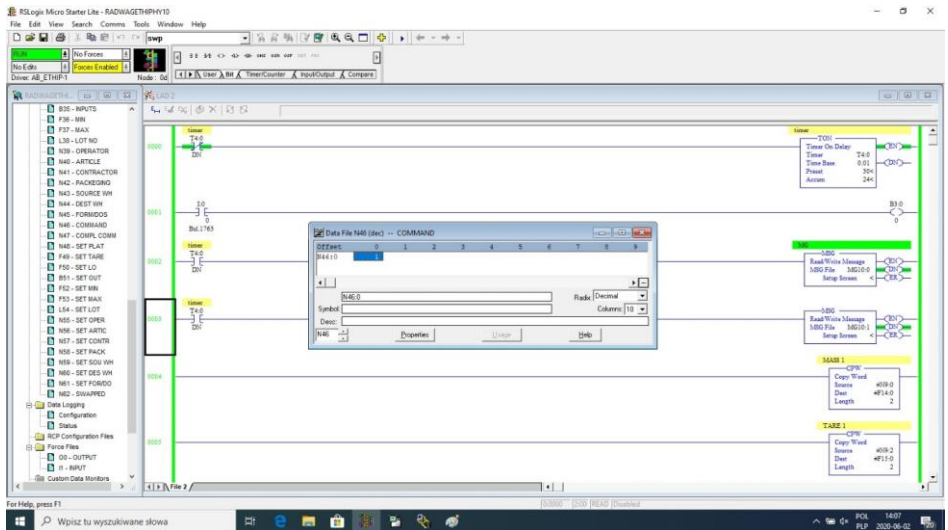 RSLogix Micro Starter Lite - RADWAGETHIPHY10
File Edit View Search Comms Tools Window Help
swp
RUN No Forces
No Edits Forces Enabled
Driver: AB_ETHIP-1 Node : 0d
User Bit Timer/Counter Input/Output Compare
LAD 2
B35 - INPUTS
F36 - MIN
F37 - MAX
L38 - LOT NO
N39 - OPERATOR
N40 - ARTICLE
N41 - CONTRACTOR
N42 - PACKEGING
N43 - SOURCE WH
N44 - DEST WH
N45 - FORM/DOS
N46 - COMMAND
N47 - COMPL COMM
N48 - SET PLAT
F49 - SET TARE
F50 - SET LO
B51 - SET OUT
F52 - SET MIN
F53 - SET MAX
L54 - SET LOT
N55 - SET OPER
N56 - SET ARTIC
N57 - SET CONTR
N58 - SET PACK
N59 - SET SOU WH
N60 - SET DES WH
N61 - SET FOR/DO
N62 - SWAPPED
Data Logging
Configuration
Status
RCP Configuration Files
Force Files
O0 - OUTPUT
I1 - INPUT
Custom Data Monitors
0000
timer
T4:0
DN
timer
TON
Timer On Delay
Timer T4:0
Time Base 0.01
Preset 30<
Accum 24<
EN
DN
0001
I:0
0
Bul.1763
B3:0
0
0002
timer
T4:0
DN
MG
MSG
Read/Write Message
MSG File MG10:0
Setup Screen <
EN
DN
ER
0003
timer
T4:0
DN
MSG
Read/Write Message
MSG File MG10:1
Setup Screen <
EN
DN
ER
0004
MASS 1
CPW
Copy Word
Source #N9:0
Dest #F14:0
Length 2
0005
TARE 1
CPW
Copy Word
Source #N9:2
Dest #F15:0
Length 2
Data File N46 (dec) -- COMMAND
Offset 0 1 2 3 4 5 6 7 8 9
1
N46:0 Radix: Decimal
Symbol: Columns: 10
Desc:
N46 Properties Usage Help
File 2
For Help, press F1
2:00 READ Disabled
Wpisz tu wyszukiwane słowa
POL 14:07
PLP 2020-06-02